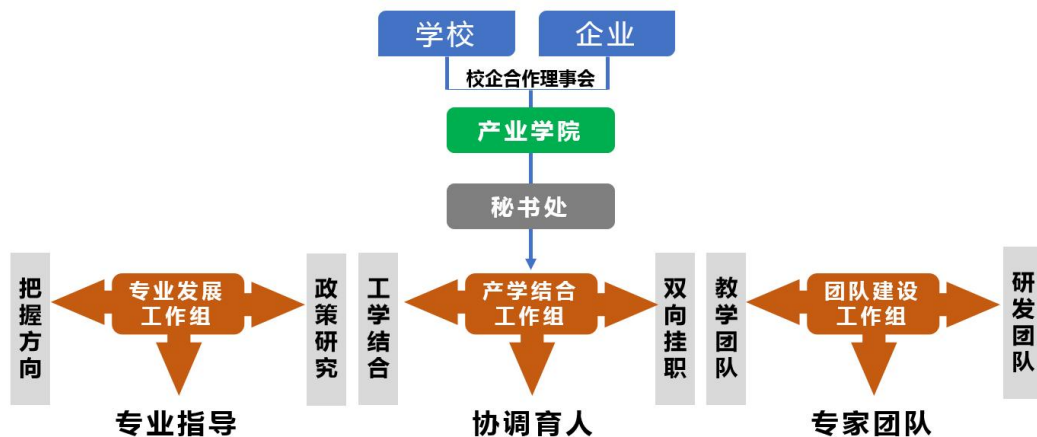 学校
企业
校企合作理事会
产业学院
秘书处
把握方向
专业发展
工作组
政策研究
工学结合
产学结合
工作组
双向挂职
教学团队
团队建设
工作组
研发团队
专业指导
协调育人
专家团队